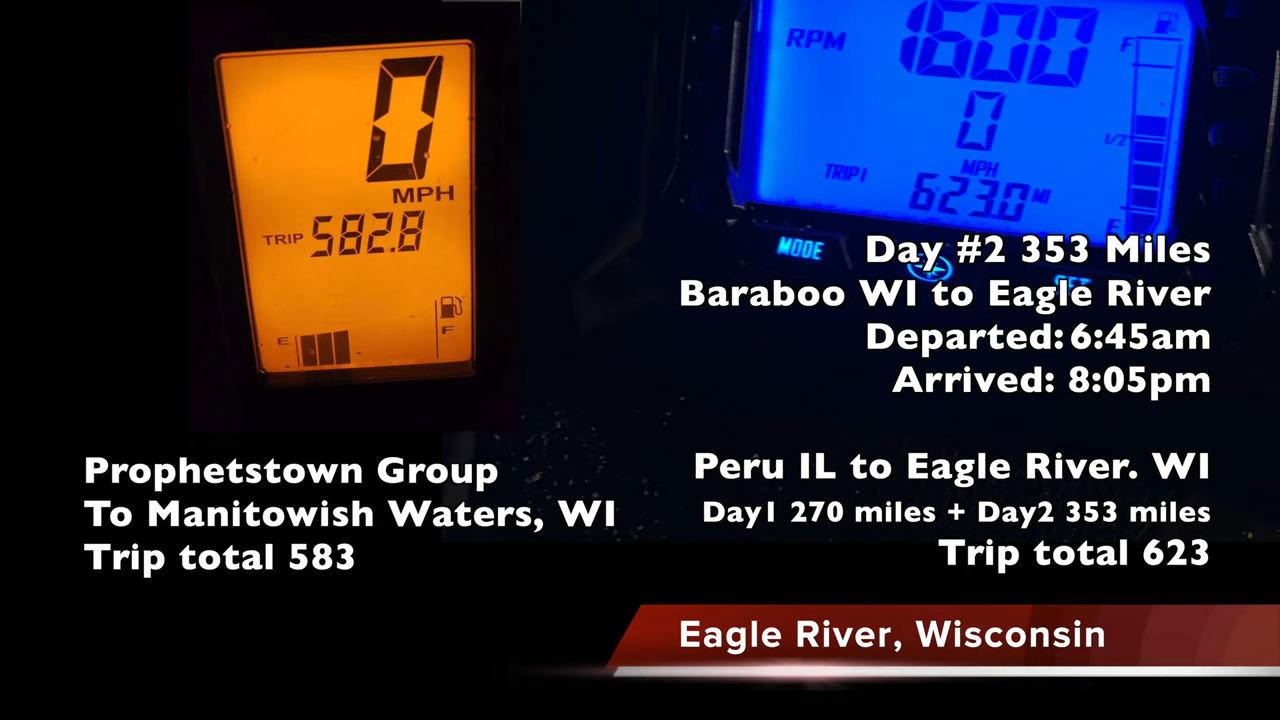 0
MPH
TRIP 582.8
E
F
RPM 1600
F
0
1/2
MPH
TRIP 1 623.0 MI
E
MODE
Day #2 353 Miles
Baraboo WI to Eagle River
Departed: 6:45am
Arrived: 8:05pm
Prophetstown Group
To Manitowish Waters, WI
Trip total 583
Peru IL to Eagle River. WI
Day1 270 miles + Day2 353 miles
Trip total 623
Eagle River, Wisconsin